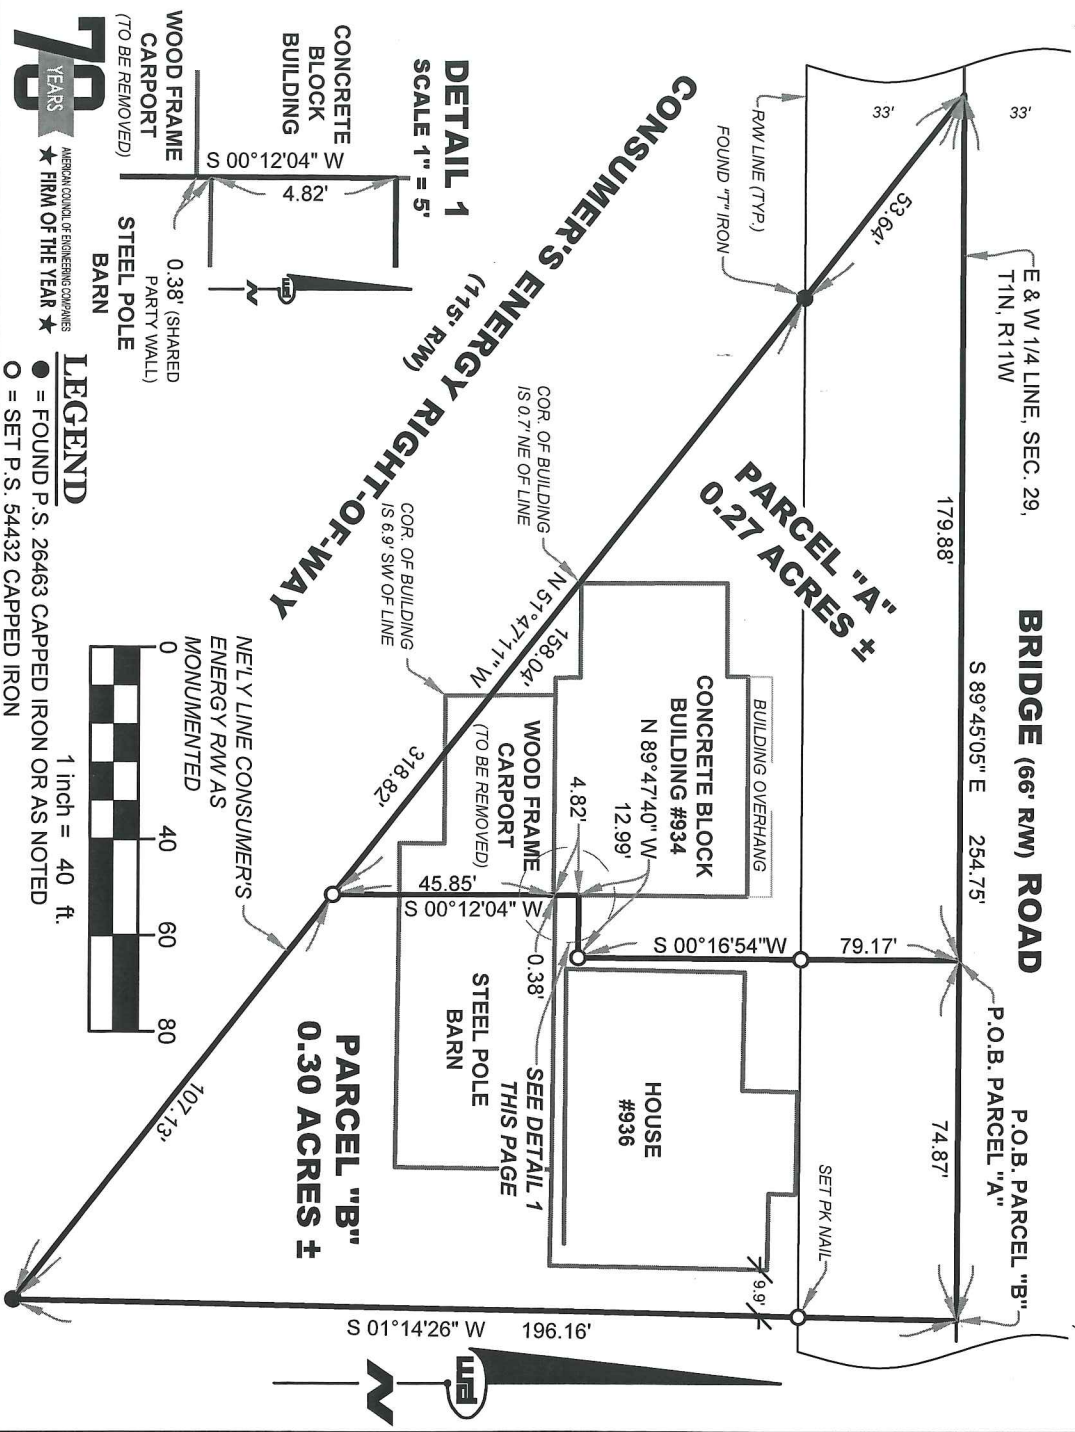 BRIDGE (66' R/W) ROAD
E & W 1/4 LINE, SEC. 29,
T1N, R11W
P.O.B. PARCEL "B"
P.O.B. PARCEL "A"
33'
33'
179.88'
S 89°45'05" E 254.75'
74.87'
53.64'
R/W LINE (TYP.)
FOUND "T" IRON
PARCEL "A"
0.27 ACRES ±
79.17'
S 00°16'54"W
SET PK NAIL
BUILDING OVERHANG
CONCRETE BLOCK
BUILDING #934
N 89°47'40" W
12.99'
4.82'
HOUSE
#936
9.9'
CONSUMER'S ENERGY RIGHT-OF-WAY
(115' R/W)
COR. OF BUILDING
IS 0.7' NE OF LINE
COR. OF BUILDING
IS 6.9' SW OF LINE
158.04'
N 51°47'11" W
318.82'
WOOD FRAME
CARPORT
(TO BE REMOVED)
45.85'
S 00°12'04" W
0.38'
SEE DETAIL 1
THIS PAGE
STEEL POLE
BARN
PARCEL "B"
0.30 ACRES ±
107.13'
S 01°14'26" W 196.16'
NE'LY LINE CONSUMER'S
ENERGY R/W AS
MONUMENTED
DETAIL 1
SCALE 1" = 5'
CONCRETE
BLOCK
BUILDING
S 00°12'04" W
4.82'
WOOD FRAME
CARPORT
(TO BE REMOVED)
0.38' (SHARED
PARTY WALL)
STEEL POLE
BARN
N
0 40 60 80
1 inch = 40 ft.
N
LEGEND
= FOUND P.S. 26463 CAPPED IRON OR AS NOTED
= SET P.S. 54432 CAPPED IRON
78
YEARS
AMERICAN COUNCIL OF ENGINEERING COMPANIES
★ FIRM OF THE YEAR ★